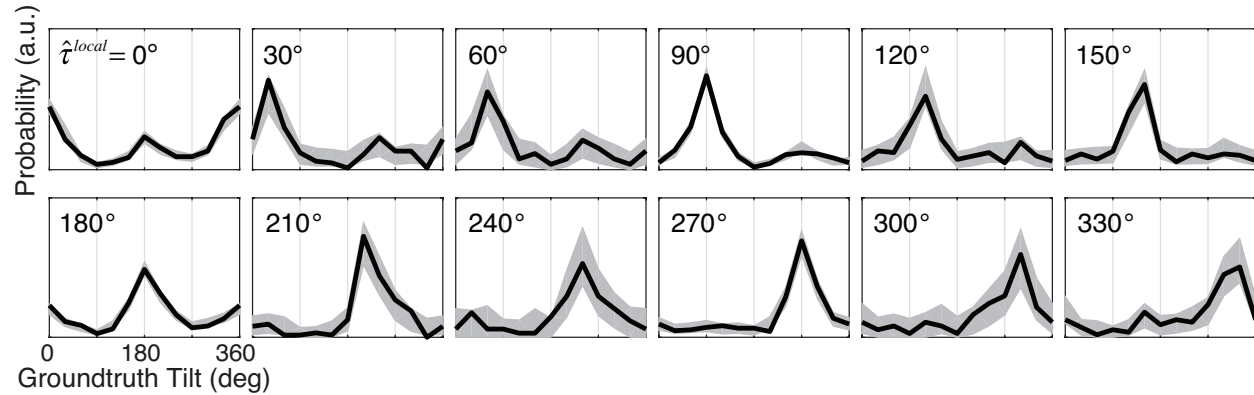 Probability (a.u.)
τ̂^local = 0°
30°
60°
90°
120°
150°
180°
210°
240°
270°
300°
330°
0 180 360
Groundtruth Tilt (deg)